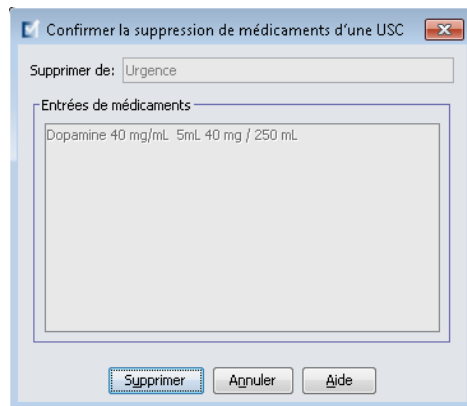 Confirmer la suppression de médicaments d'une USC
Supprimer de: Urgence
Entrées de médicaments
Dopamine 40 mg/mL 5mL 40 mg / 250 mL
Supprimer Annuler Aide